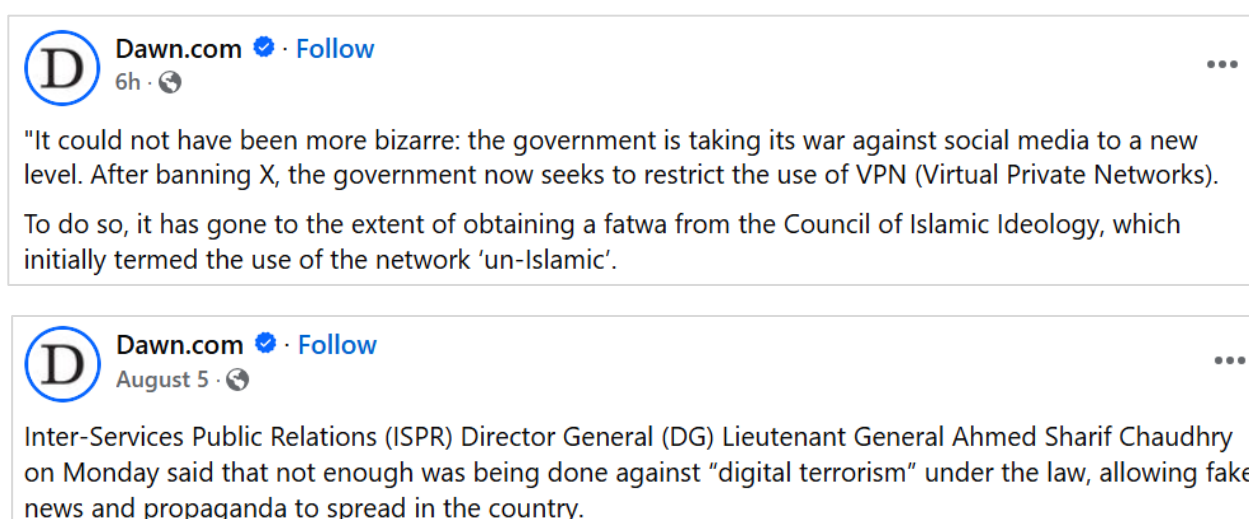 Dawn.com · Follow
6h ·
"It could not have been more bizarre: the government is taking its war against social media to a new
level. After banning X, the government now seeks to restrict the use of VPN (Virtual Private Networks).
To do so, it has gone to the extent of obtaining a fatwa from the Council of Islamic Ideology, which
initially termed the use of the network ‘un-Islamic’.
Dawn.com · Follow
August 5 ·
Inter-Services Public Relations (ISPR) Director General (DG) Lieutenant General Ahmed Sharif Chaudhry
on Monday said that not enough was being done against “digital terrorism” under the law, allowing fake
news and propaganda to spread in the country.